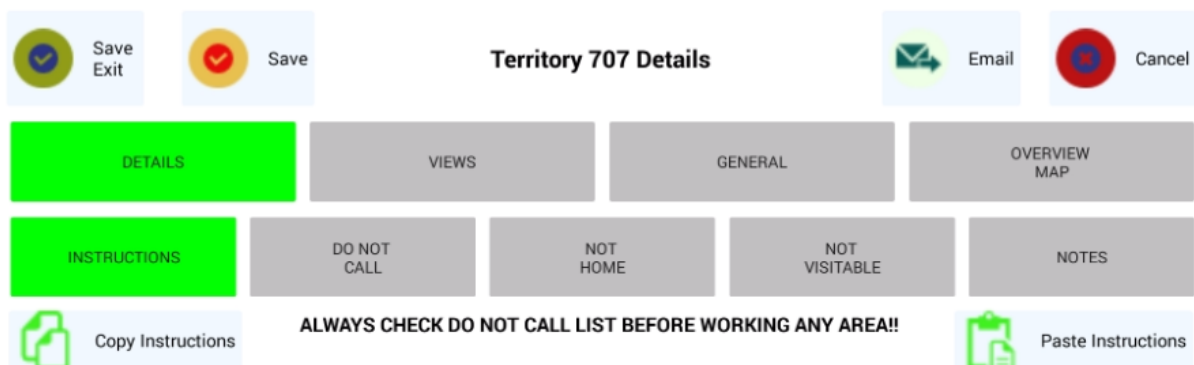 Save
Exit
Save
Territory 707 Details
Email
Cancel
DETAILS
VIEWS
GENERAL
OVERVIEW
MAP
INSTRUCTIONS
DO NOT
CALL
NOT
HOME
NOT
VISITABLE
NOTES
Copy Instructions
ALWAYS CHECK DO NOT CALL LIST BEFORE WORKING ANY AREA!!
Paste Instructions